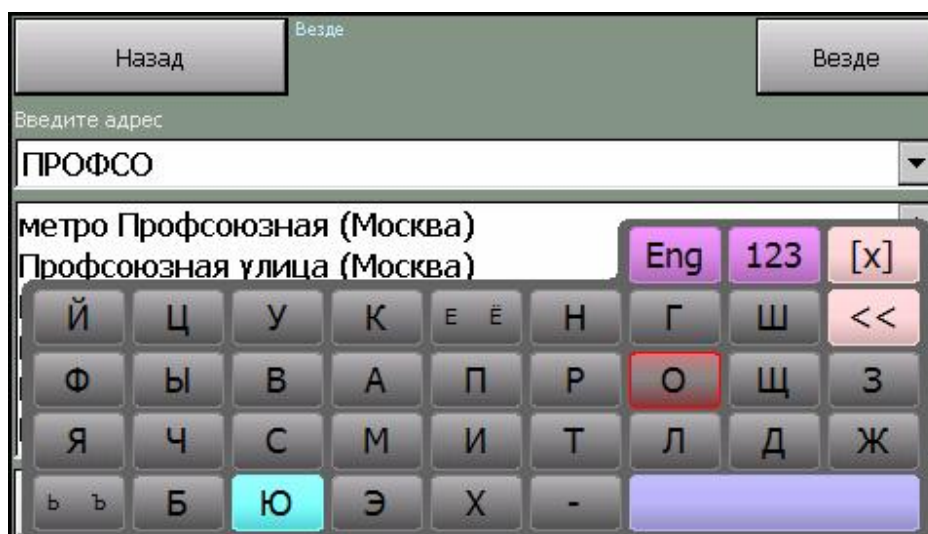 Назад Везде Везде
Введите адрес
ПРОФСО
метро Профсоюзная (Москва)
Профсоюзная улица (Москва)
Eng 123 [x]
Й Ц У К Е Ё Н Г Ш <<
Ф Ы В А П Р О Щ З
Я Ч С М И Т Л Д Ж
Ь Ъ Б Ю Э Х -